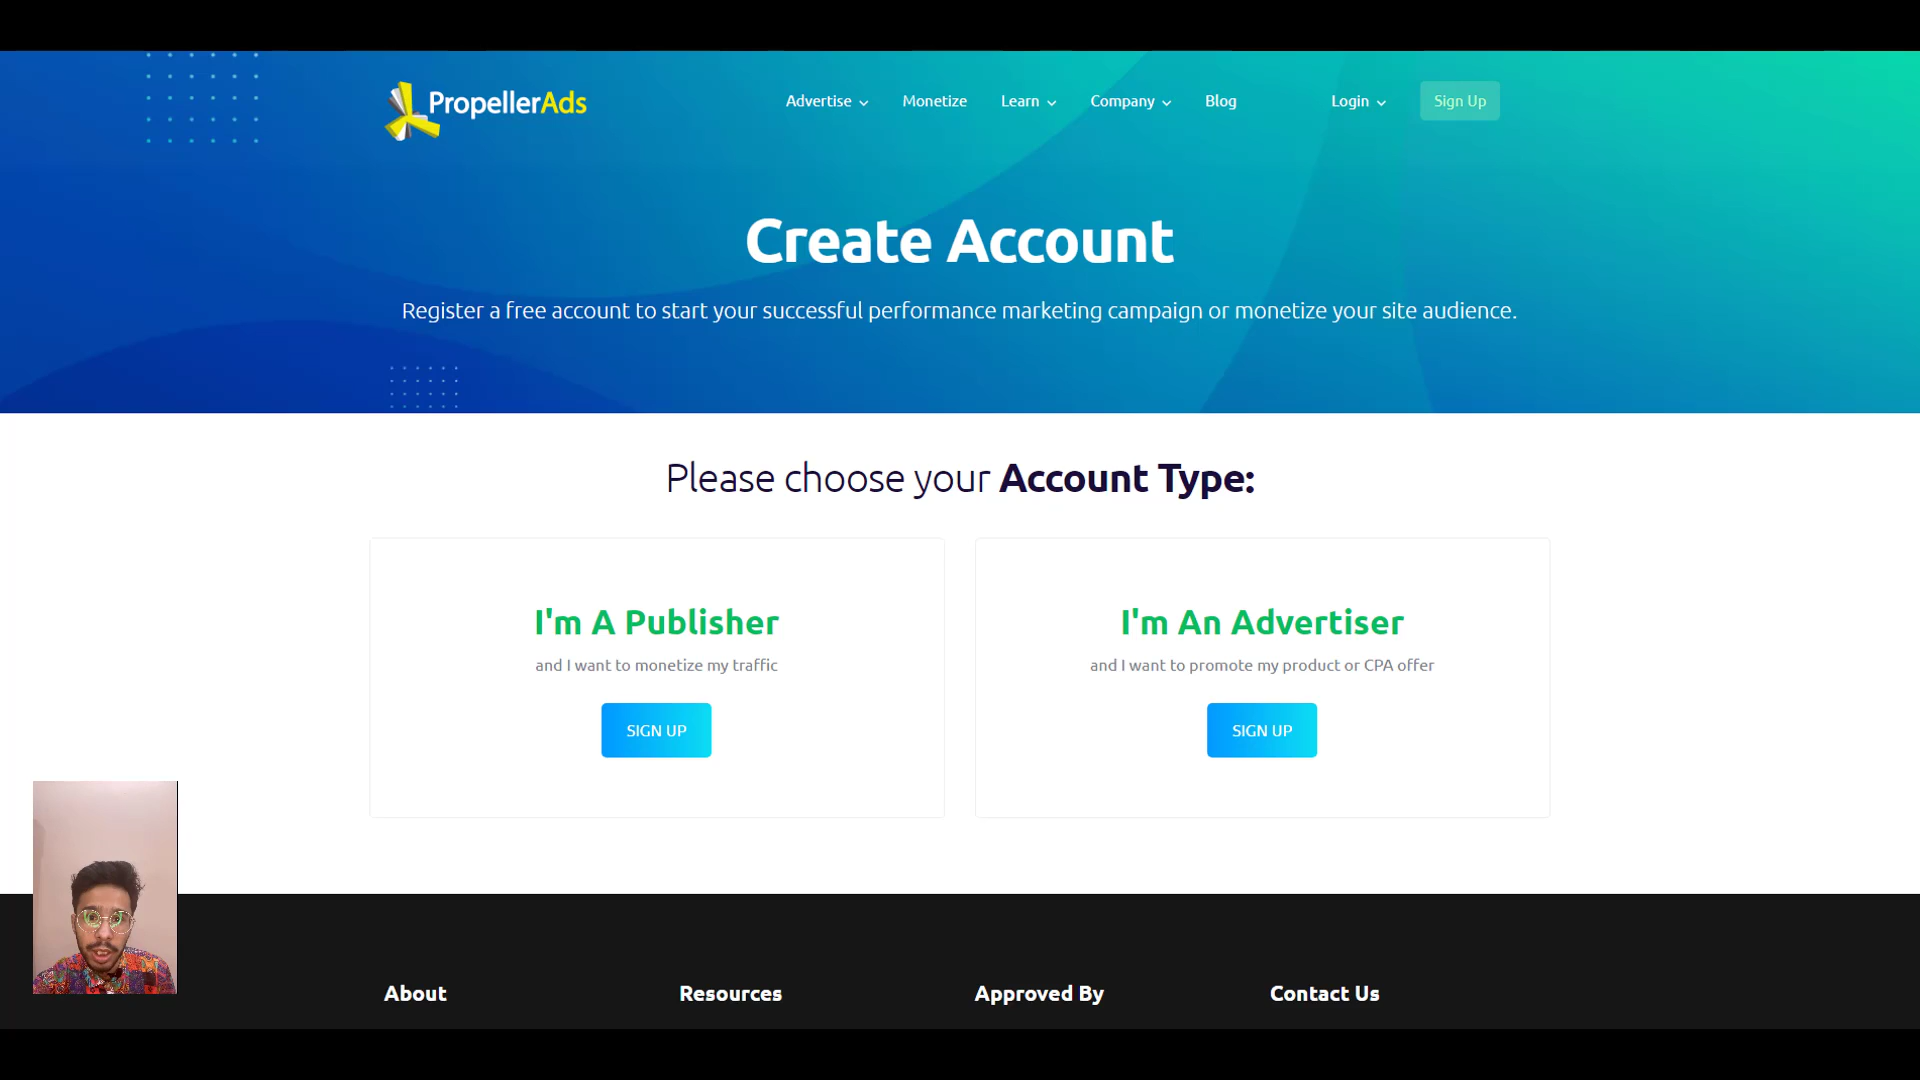 PropellerAds
Advertise
Monetize
Learn
Company
Blog
Login
Sign Up
Create Account
Register a free account to start your successful performance marketing campaign or monetize your site audience.
Please choose your Account Type:
I'm A Publisher
and I want to monetize my traffic
SIGN UP
I'm An Advertiser
and I want to promote my product or CPA offer
SIGN UP
About
Resources
Approved By
Contact Us